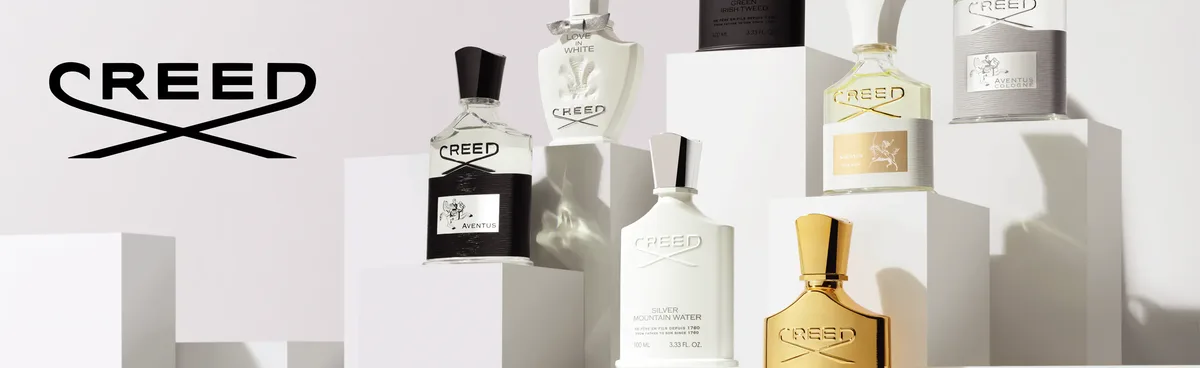 CREED
CREED
AVENTUS
LOVE
IN
WHITE
CREED
CREED
SILVER
MOUNTAIN WATER
100 ML
3.33 FL. OZ.
GREEN
IRISH TWEED
CREED
CREED
CREED
AVENTUS
COLOGNE